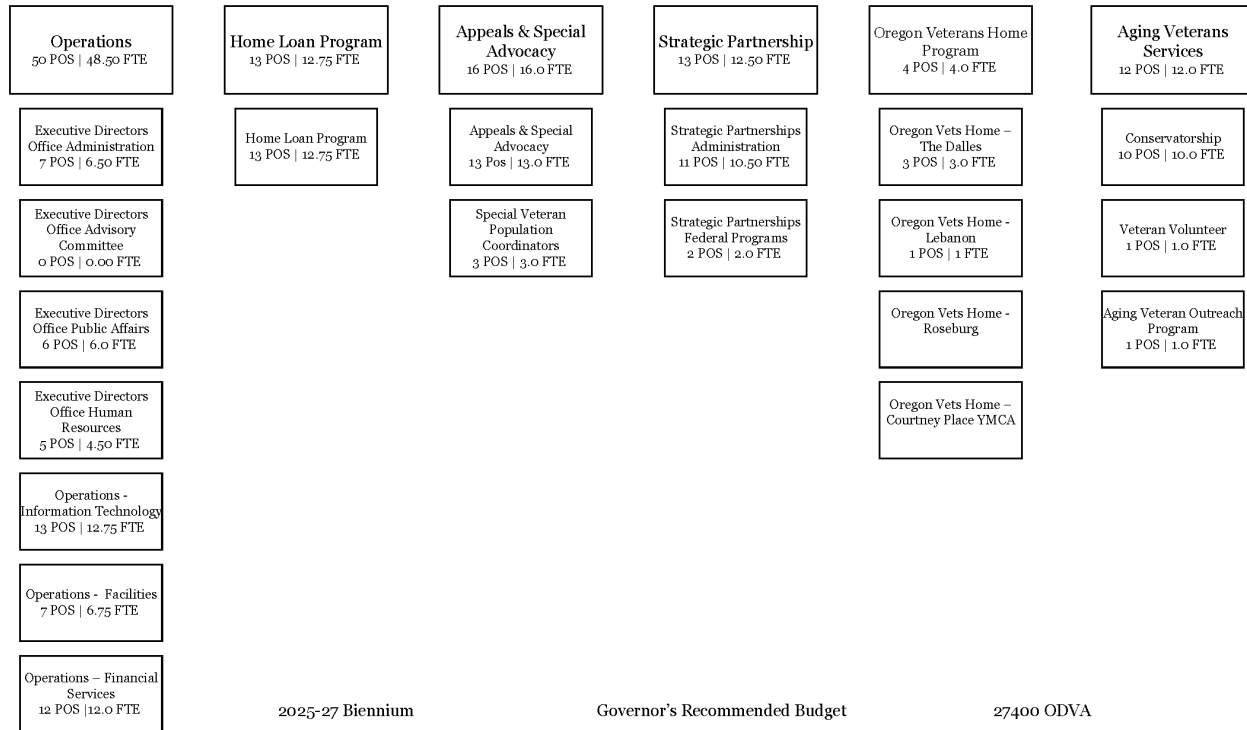 Operations
50 POS | 48.50 FTE
Executive Directors
Office Administration
7 POS | 6.50 FTE
Executive Directors
Office Advisory
Committee
0 POS | 0.00 FTE
Executive Directors
Office Public Affairs
6 POS | 6.0 FTE
Executive Directors
Office Human
Resources
5 POS | 4.50 FTE
Operations -
Information Technology
13 POS | 12.75 FTE
Operations -  Facilities
7 POS | 6.75 FTE
Operations – Financial
Services
12 POS |12.0 FTE
Home Loan Program
13 POS | 12.75 FTE
Home Loan Program
13 POS | 12.75 FTE
Appeals & Special
Advocacy
16 POS | 16.0 FTE
Appeals & Special
Advocacy
13 Pos | 13.0 FTE
Special Veteran
Population
Coordinators
3 POS | 3.0 FTE
Strategic Partnership
13 POS | 12.50 FTE
Strategic Partnerships
Administration
11 POS | 10.50 FTE
Strategic Partnerships
Federal Programs
2 POS | 2.0 FTE
Oregon Veterans Home
Program
4 POS | 4.0 FTE
Oregon Vets Home –
The Dalles
3 POS | 3.0 FTE
Oregon Vets Home -
Lebanon
1 POS | 1 FTE
Oregon Vets Home -
Roseburg
Oregon Vets Home –
Courtney Place YMCA
Aging Veterans
Services
12 POS | 12.0 FTE
Conservatorship
10 POS | 10.0 FTE
Veteran Volunteer
1 POS | 1.0 FTE
Aging Veteran Outreach
Program
1 POS | 1.0 FTE
2025-27 Biennium
Governor’s Recommended Budget
27400 ODVA